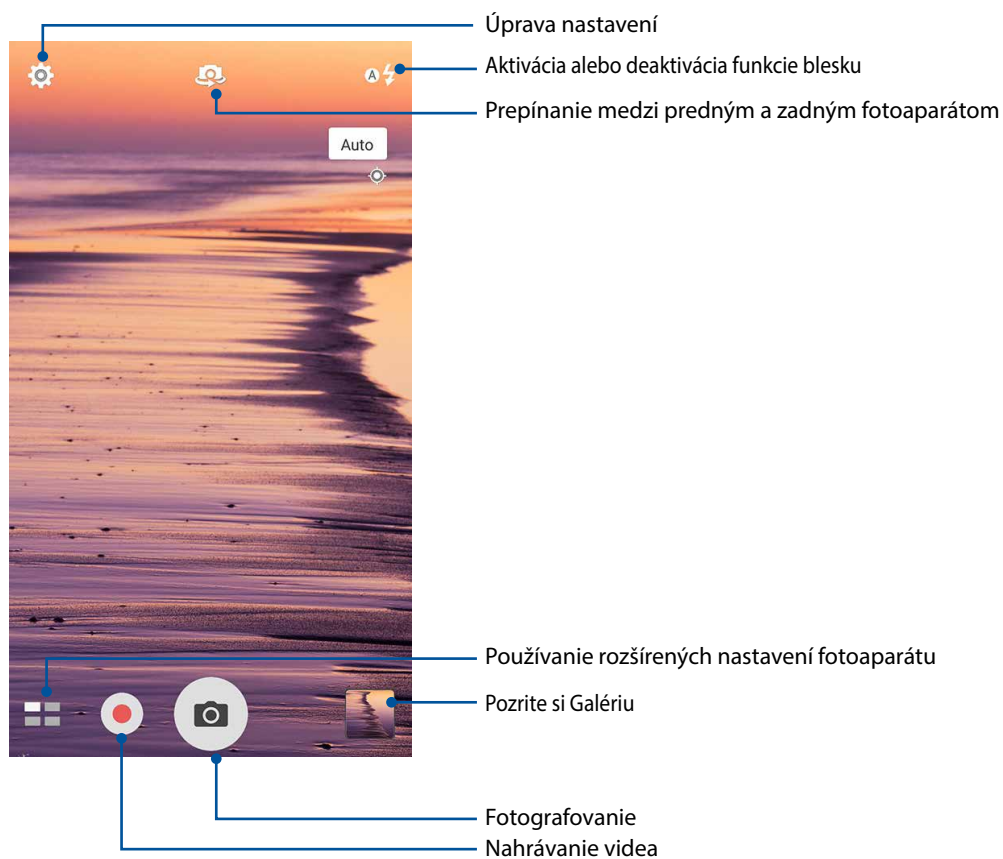 Úprava nastavení
Aktivácia alebo deaktivácia funkcie blesku
A
Prepínanie medzi predným a zadným fotoaparátom
Auto
Používanie rozšírených nastavení fotoaparátu
Pozrite si Galériu
Fotografovanie
Nahrávanie videa